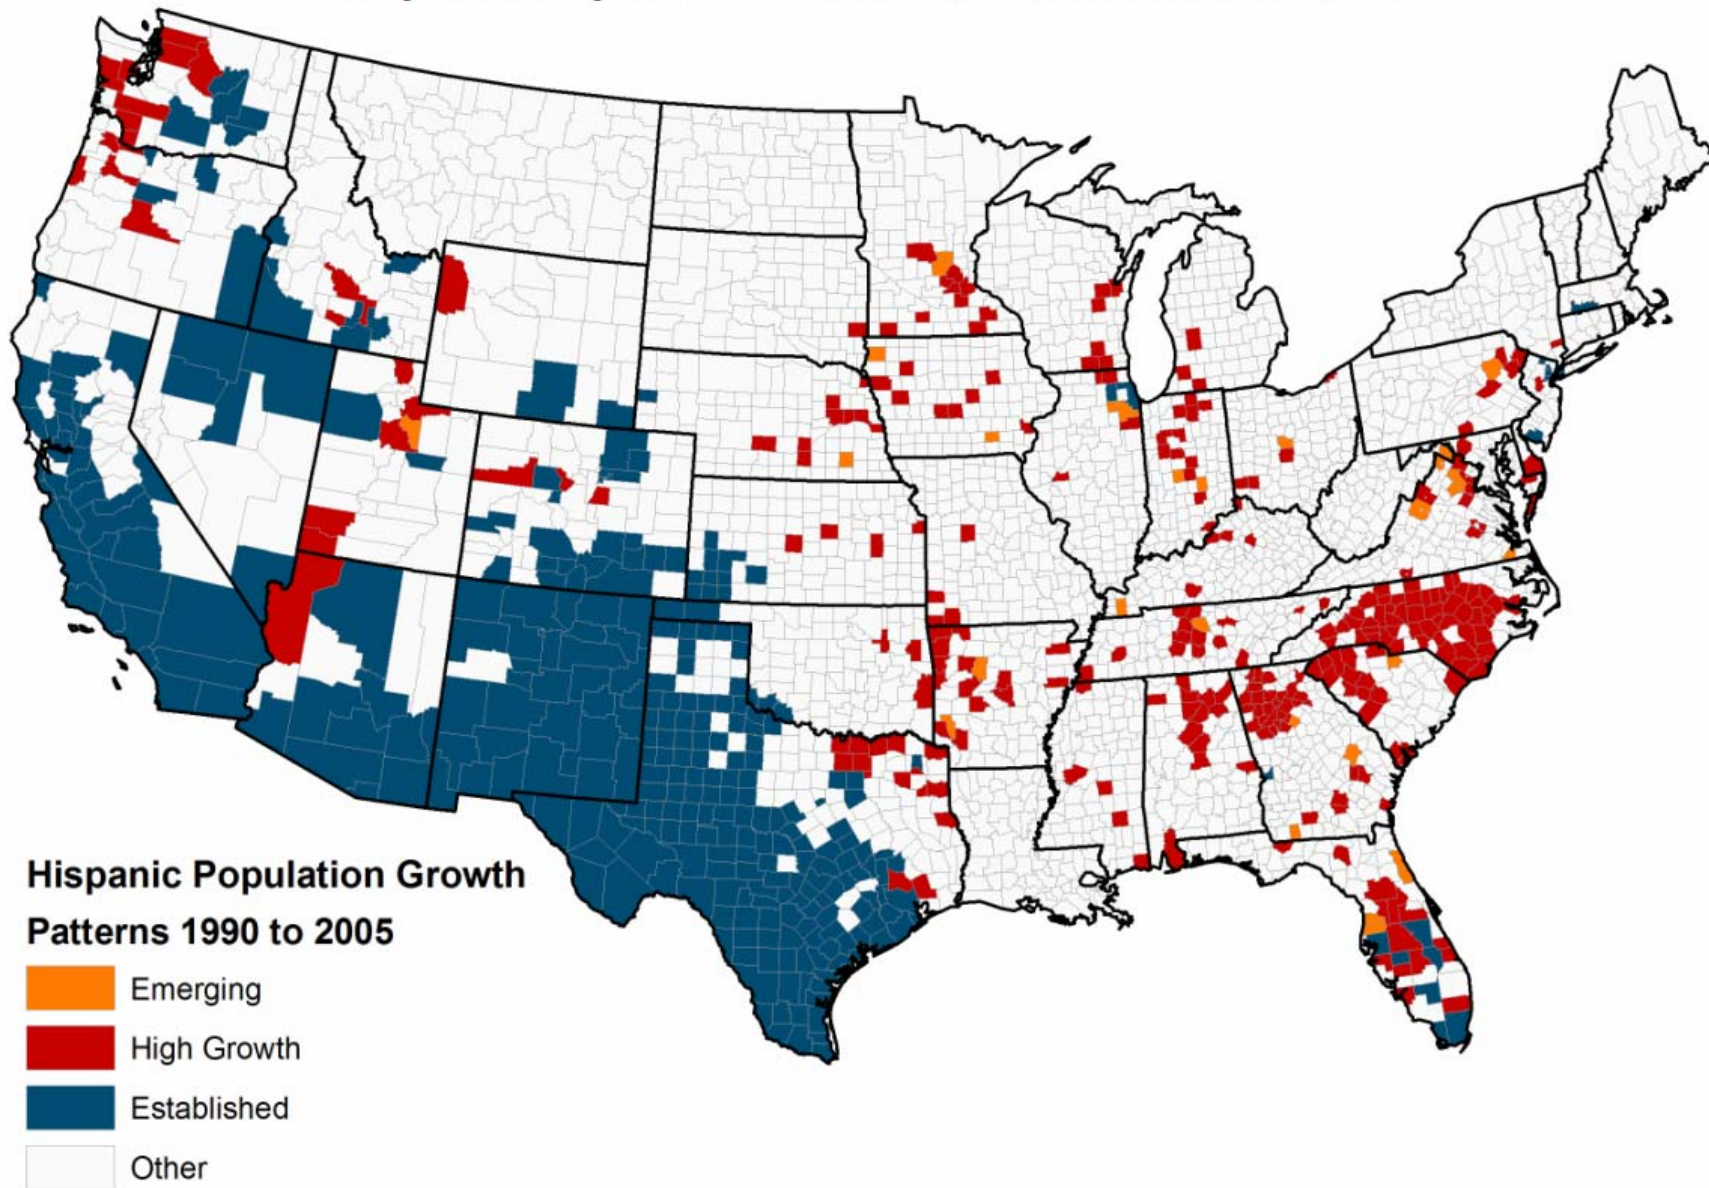 Hispanic Population Growth
Patterns 1990 to 2005
Emerging
High Growth
Established
Other